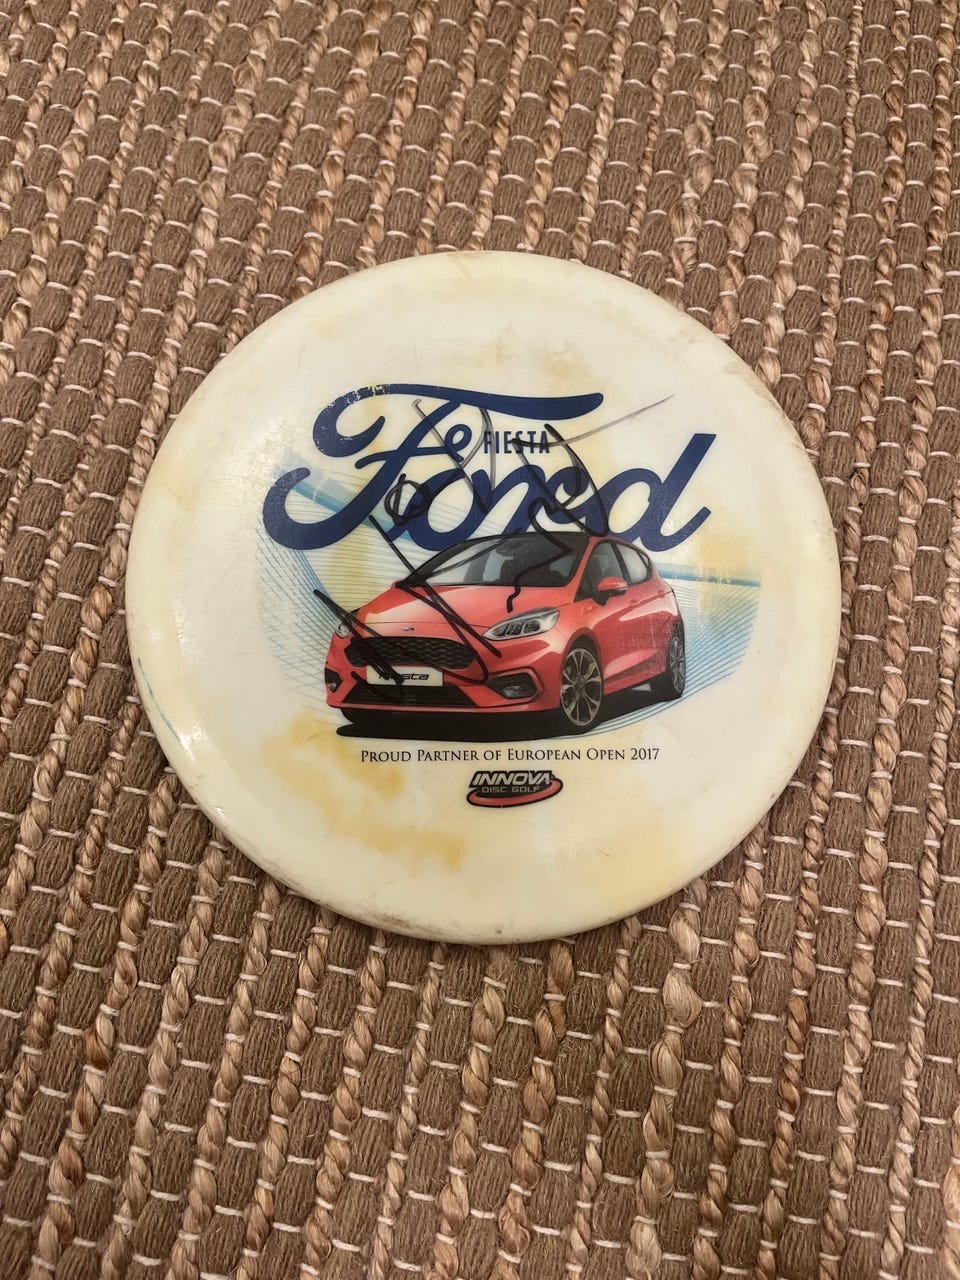 Ford
FIESTA
Fiesta
PROUD PARTNER OF EUROPEAN OPEN 2017
INNOVA
DISC GOLF